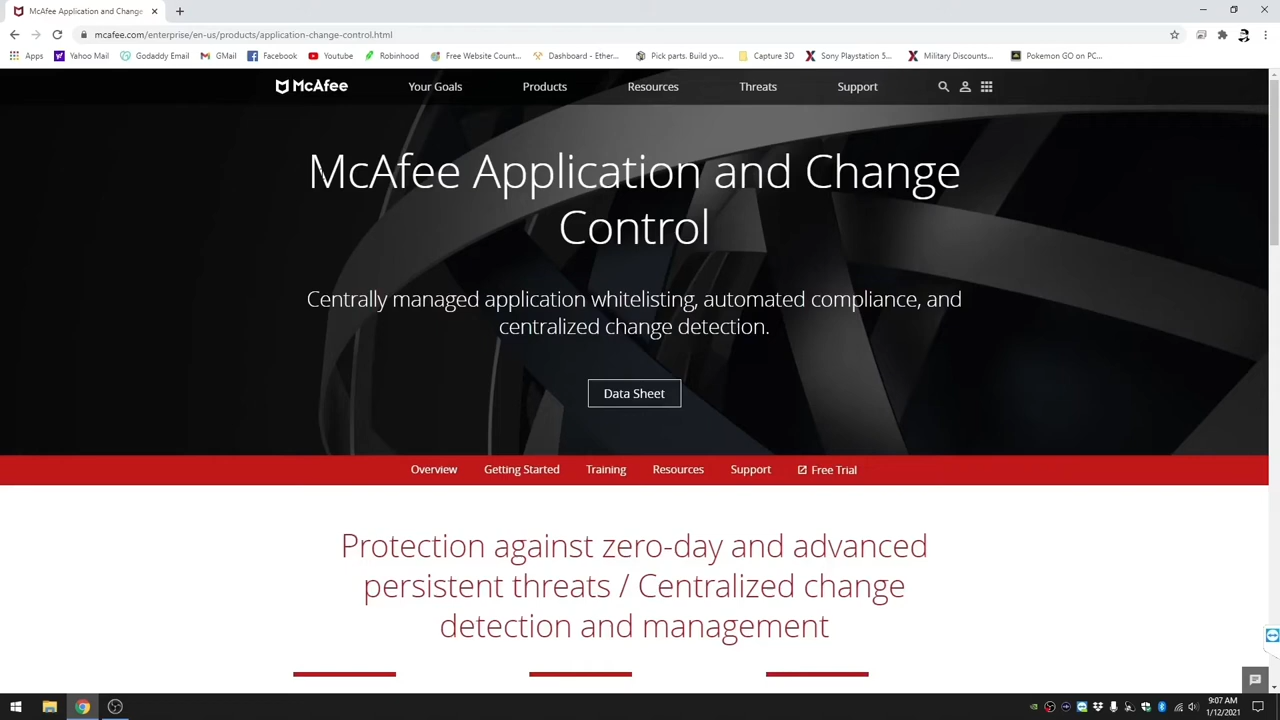 McAfee Application and Change
mcafee.com/enterprise/en-us/products/application-change-control.html
Apps Yahoo Mail Godaddy Email GMail Facebook Youtube Robinhood Free Website Count... Dashboard - Ether... Pick parts. Build yo... Capture 3D Sony Playstation 5... Military Discounts... Pokemon GO on PC...
McAfee Your Goals Products Resources Threats Support
McAfee Application and Change
Control
Centrally managed application whitelisting, automated compliance, and
centralized change detection.
Data Sheet
Overview Getting Started Training Resources Support Free Trial
Protection against zero-day and advanced
persistent threats / Centralized change
detection and management
9:07 AM
1/12/2021